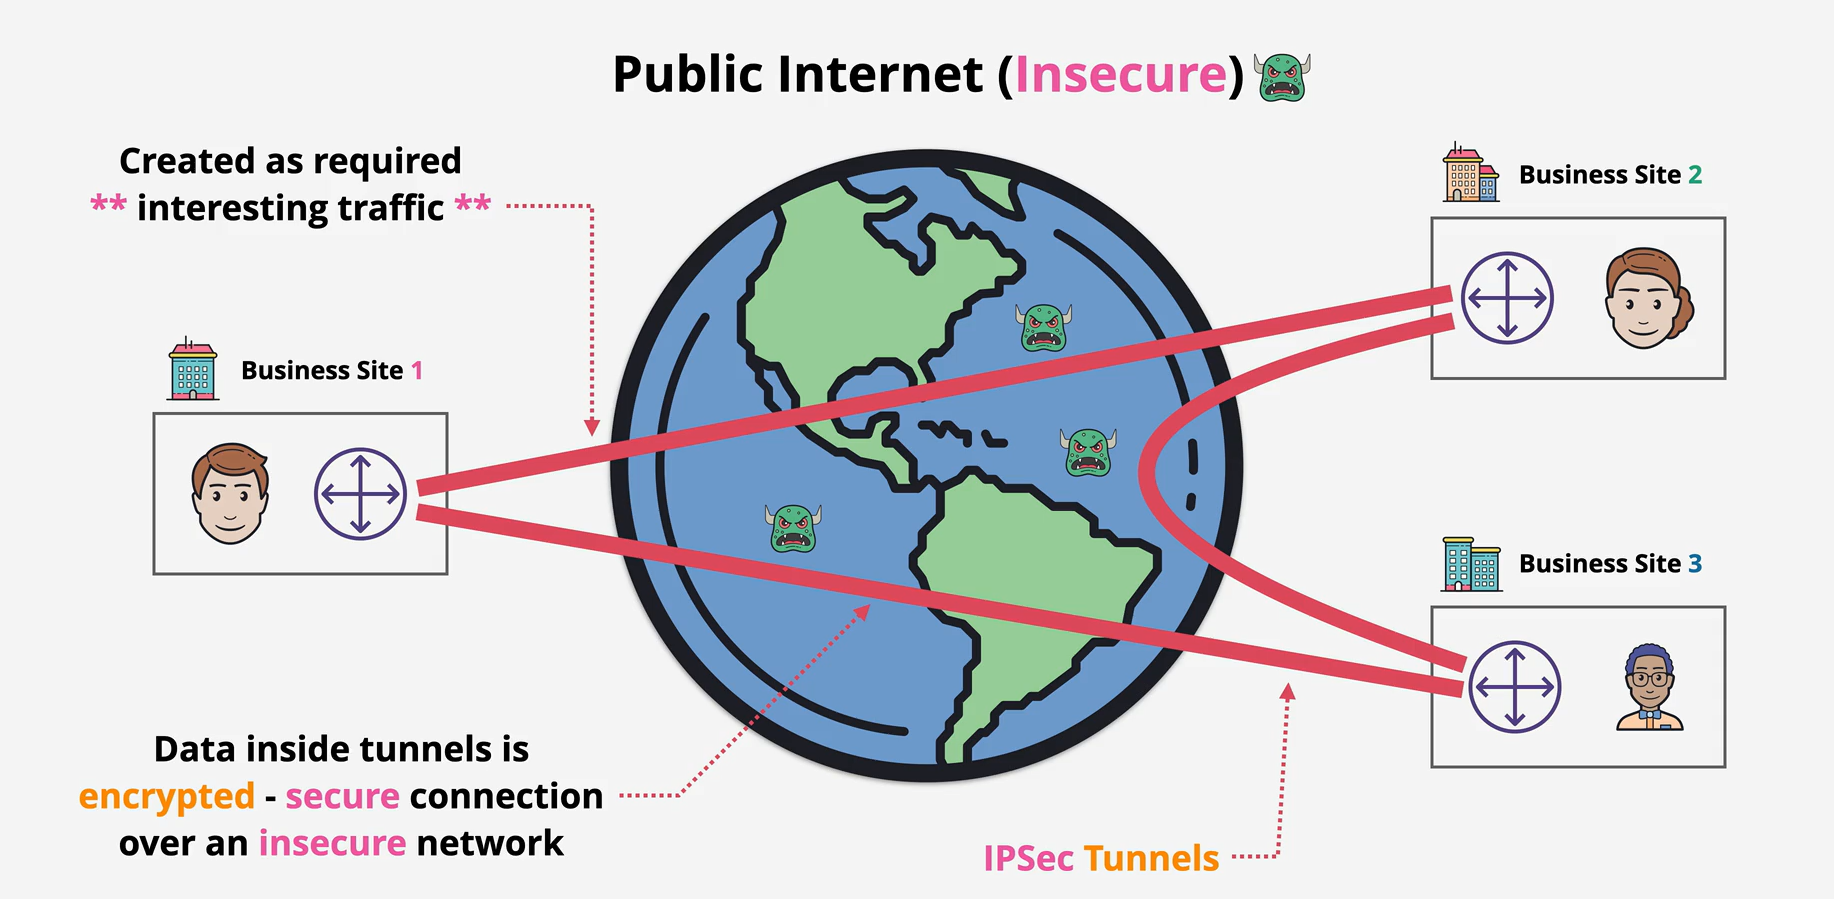 Public Internet (Insecure)
Created as required
** interesting traffic **
Business Site 1
Business Site 2
Business Site 3
Data inside tunnels is
encrypted - secure connection
over an insecure network
IPSec Tunnels